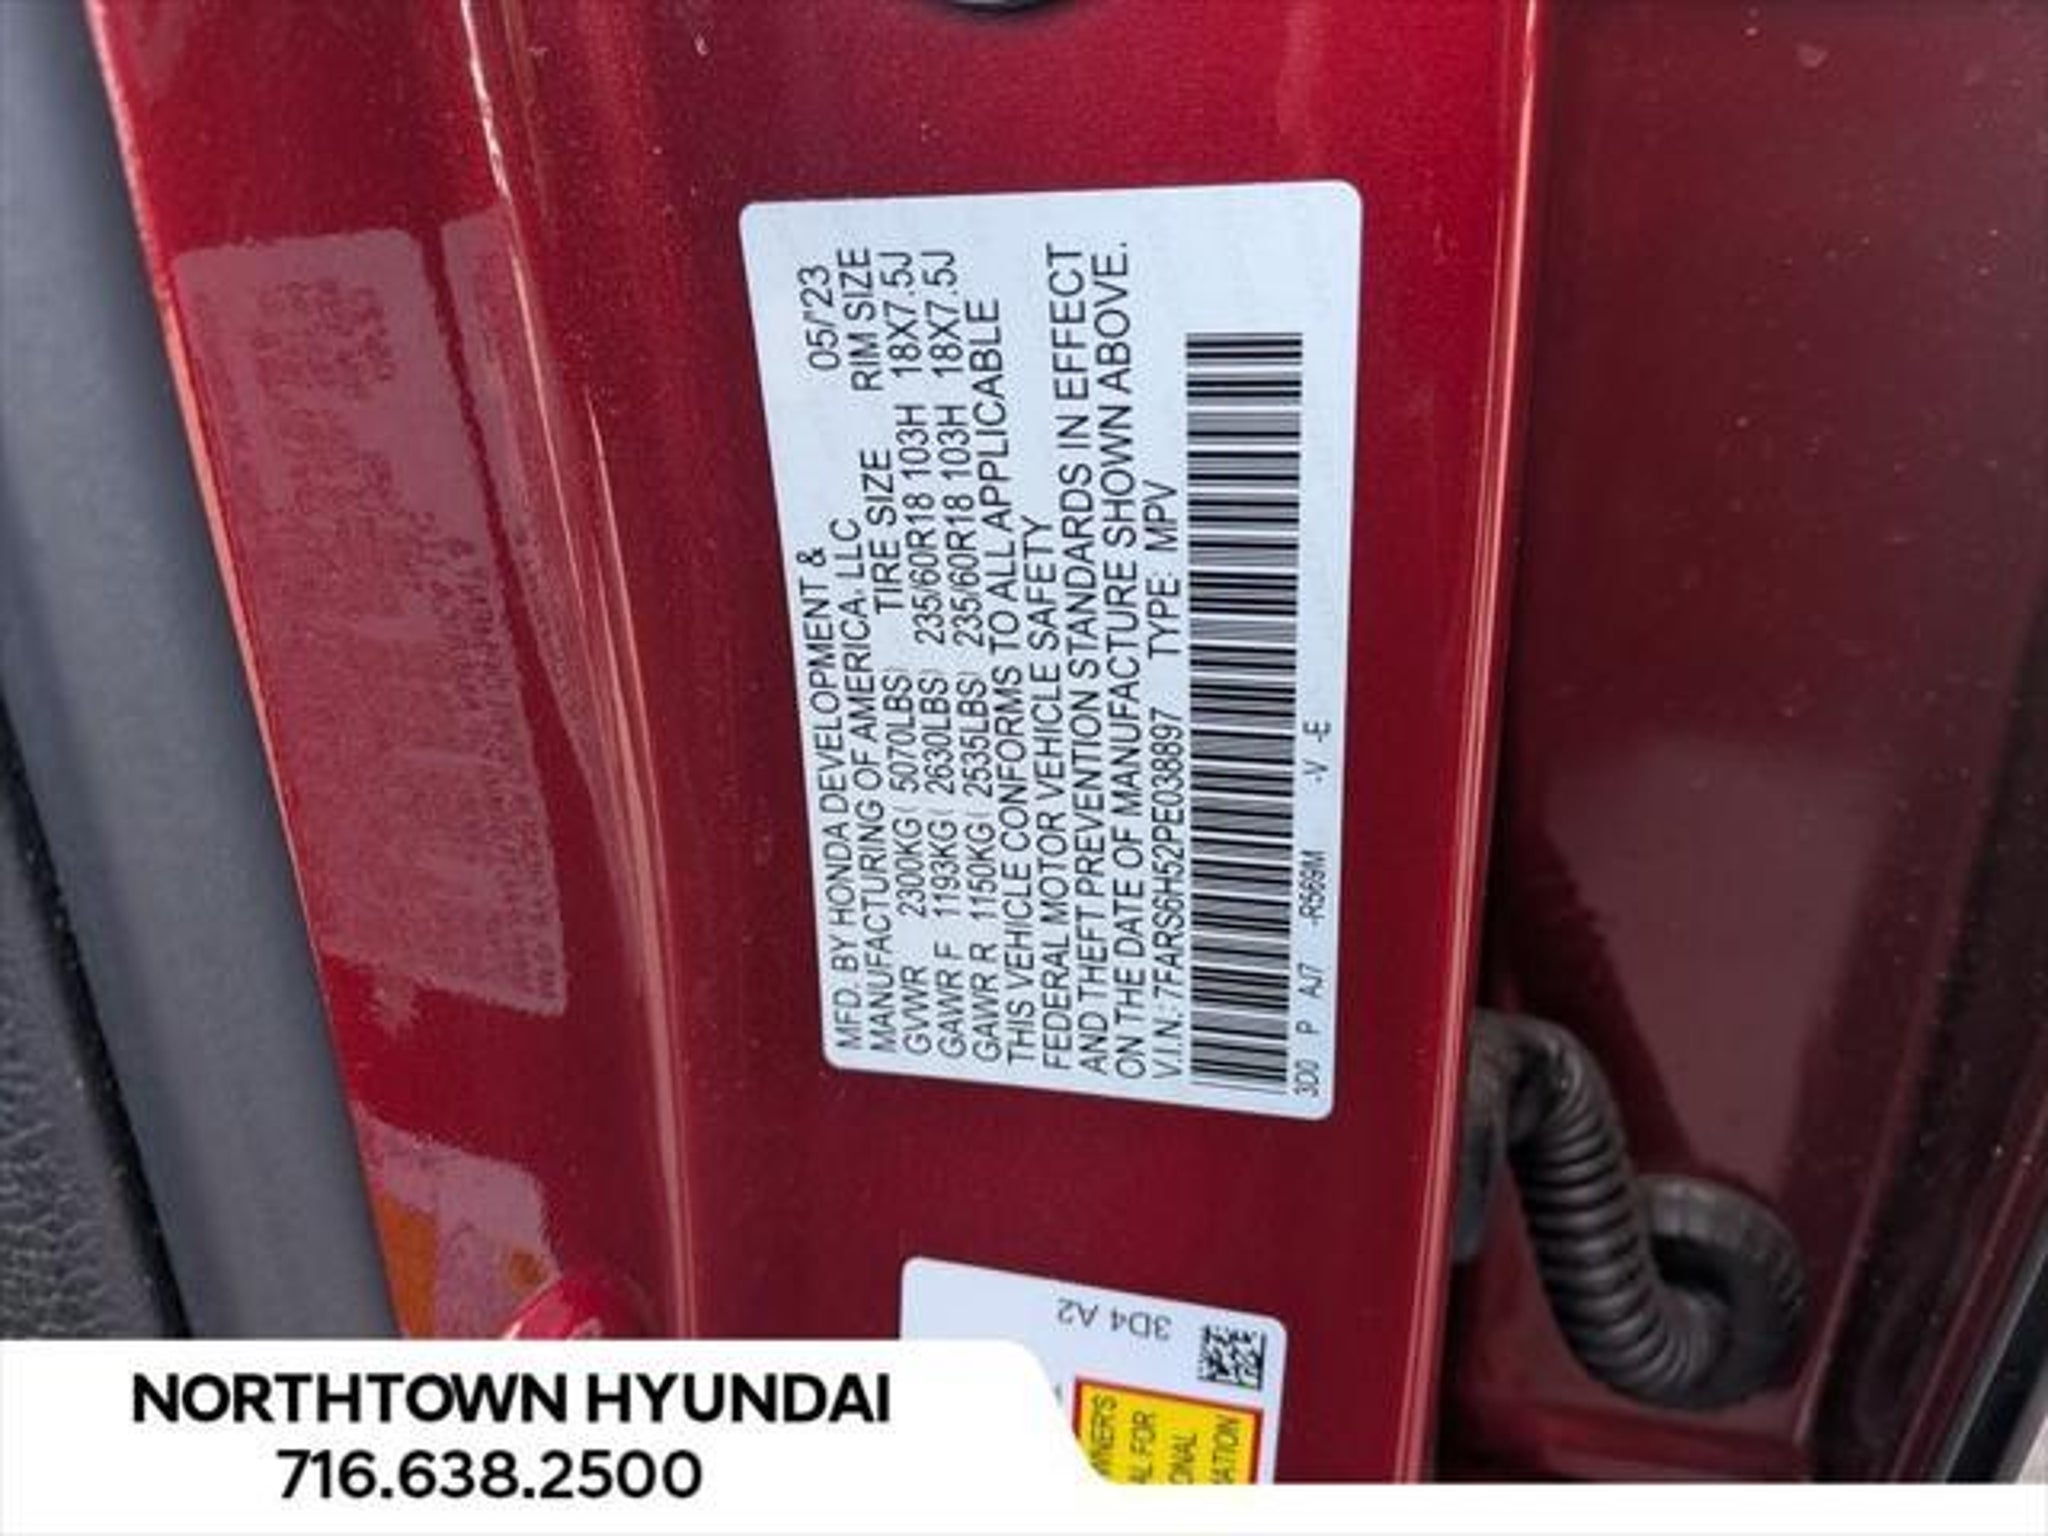 MFD. BY HONDA DEVELOPMENT &
MANUFACTURING OF AMERICA, LLC 05/'23
TIRE SIZE RIM SIZE
GVWR 2300KG ( 5070LBS) 235/60R18 103H 18X7.5J
GAWR F 1193KG ( 2630LBS) 235/60R18 103H 18X7.5J
GAWR R 1150KG ( 2535LBS)
THIS VEHICLE CONFORMS TO ALL APPLICABLE
FEDERAL MOTOR VEHICLE SAFETY
AND THEFT PREVENTION STANDARDS IN EFFECT
ON THE DATE OF MANUFACTURE SHOWN ABOVE.
V.I.N.: 7FARS6H52PE038897 TYPE: MPV
3D0 P AJ7 -R569M -V -E
3D4 A2
NORTHTOWN HYUNDAI
716.638.2500